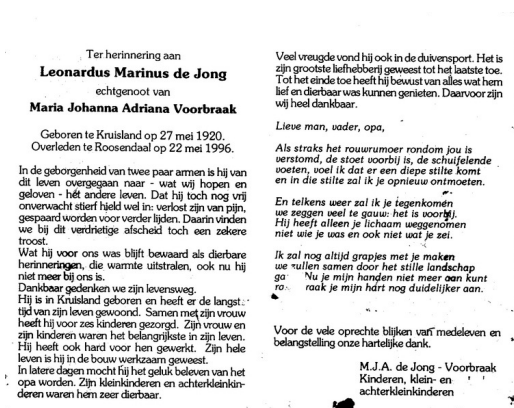 Ter herinnering aan
Leonardus Marinus de Jong
echtgenoot van
Maria Johanna Adriana Voorbraak
Geboren te Kruisland op 27 mei 1920.
Overleden te Roosendaal op 22 mei 1996.
In de geborgenheid van twee paar armen is hij van
dit leven overgegaan naar - wat wij hopen en
geloven - hét andere leven. Dat hij toch nog vrij
onverwacht stierf hield wel in: verlost zijn van pijn,
gespaard worden voor verder lijden. Daarin vinden
we bij dit verdrietige afscheid toch een zekere
troost.
Wat hij voor ons was blijft bewaard als dierbare
herinneringen, die warmte uitstralen, ook nu hij
niet meer bij ons is.
Dankbaar gedenken we zijn levensweg.
Hij is in Kruisland geboren en heeft er de langst
tijd van zijn leven gewoond. Samen met zijn vrouw
heeft hij voor zes kinderen gezorgd. Zijn vrouw en
zijn kinderen waren het belangrijkste in zijn leven.
Hij heeft ook hard voor hen gewerkt. Zijn hele
leven is hij in de bouw werkzaam geweest.
In latere dagen mocht hij het geluk beleven van het
opa worden. Zijn kleinkinderen en achterkleinkin-
deren waren hem zeer dierbaar.
Veel vreugde vond hij ook in de duivensport. Het is
zijn grootste liefhebberij geweest tot het laatste toe.
Tot het einde toe heeft hij bewust van alles wat hem
lief en dierbaar was kunnen genieten. Daarvoor zijn
wij heel dankbaar.
Lieve man, vader, opa,
Als straks het rouwrumoer rondom jou is
verstomd, de stoet voorbij is, de schuifelende
voeten, voel ik dat er een diepe stilte komt
en in die stilte zal ik je opnieuw ontmoeten.
En telkens weer zal ik je tegenkomen
we zeggen veel te gauw: het is voorbij.
Hij heeft alleen je lichaam weggenomen
niet wie je was en ook niet wat je zei.
Ik zal nog altijd grapjes met je maken
we zullen samen door het stille landschap
ga Nu je mijn handen niet meer aan kunt
ro raak je mijn hart nog duidelijker aan.
Voor de vele oprechte blijken van medeleven en
belangstelling onze hartelijke dank.
M.J.A. de Jong - Voorbraak
Kinderen, klein- en
achterkleinkinderen